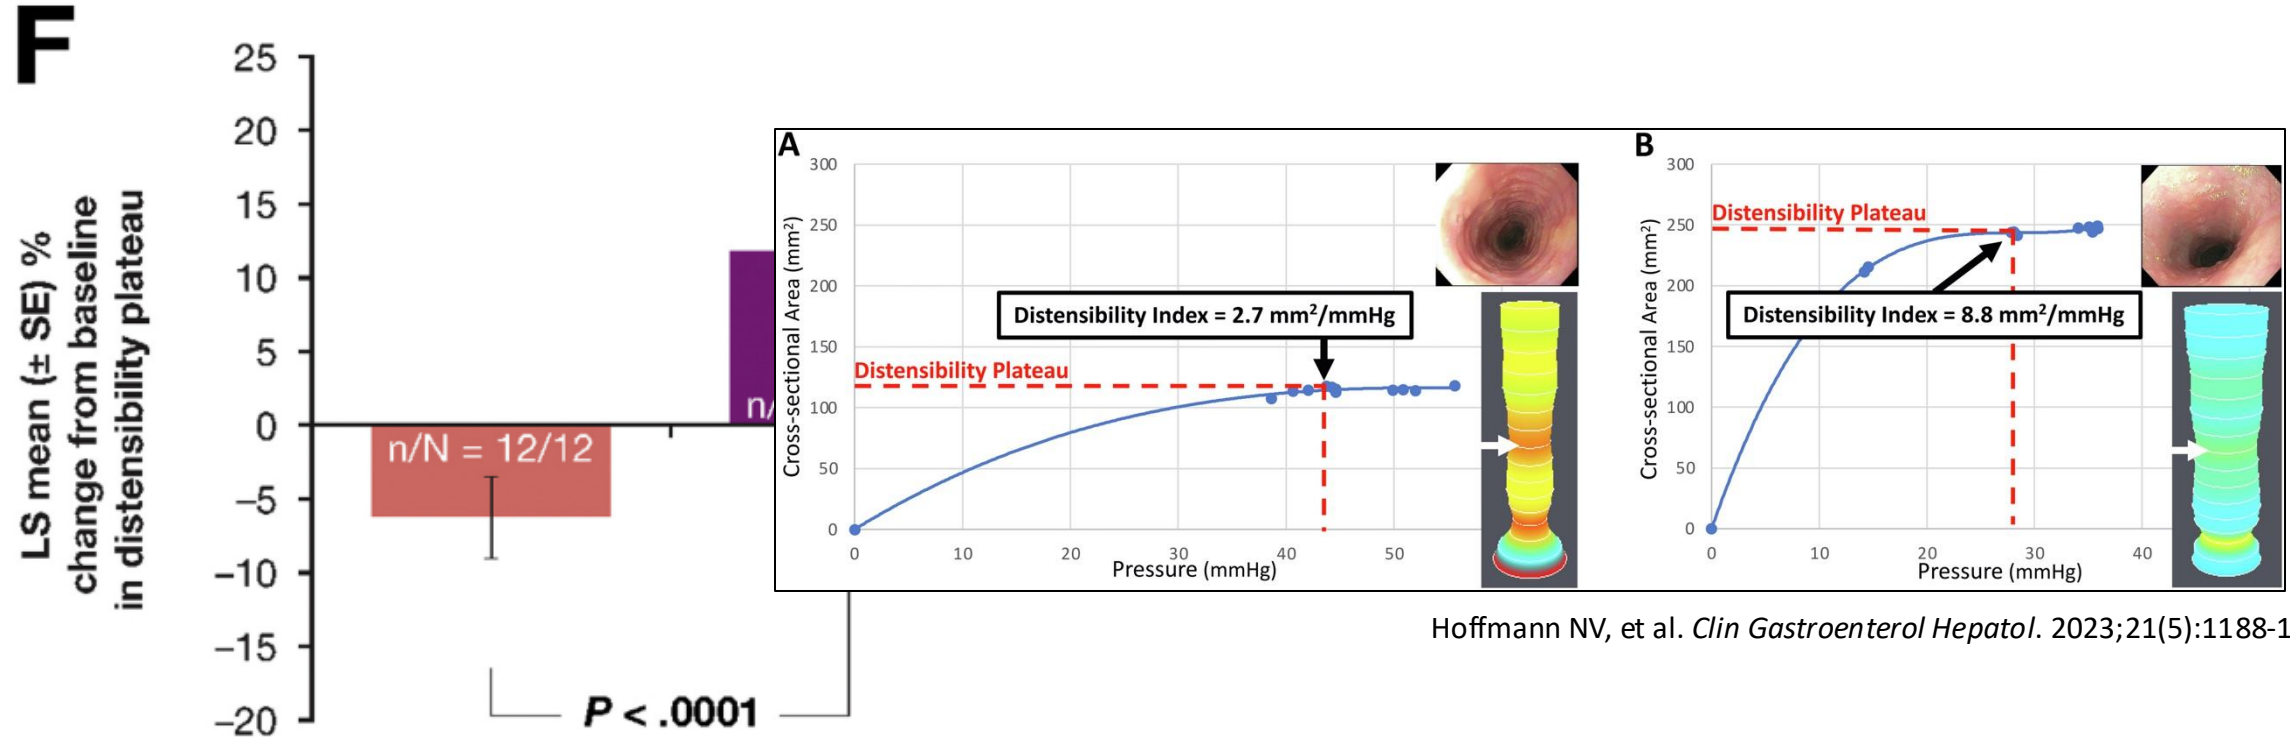 F
25
20
15
10
5
0
−5
−10
−15
−20
LS mean (± SE) %
change from baseline
in distensibility plateau
n/N = 12/12
n/
P < .0001
A
300
250
200
150
100
50
0
Cross-sectional Area (mm²)
Distensibility Index = 2.7 mm²/mmHg
Distensibility Plateau
0 10 20 30 40 50
Pressure (mmHg)
B
300
250
200
150
100
50
0
Cross-sectional Area (mm²)
Distensibility Plateau
Distensibility Index = 8.8 mm²/mmHg
0 10 20 30 40
Pressure (mmHg)
Hoffmann NV, et al. Clin Gastroenterol Hepatol. 2023;21(5):1188-1